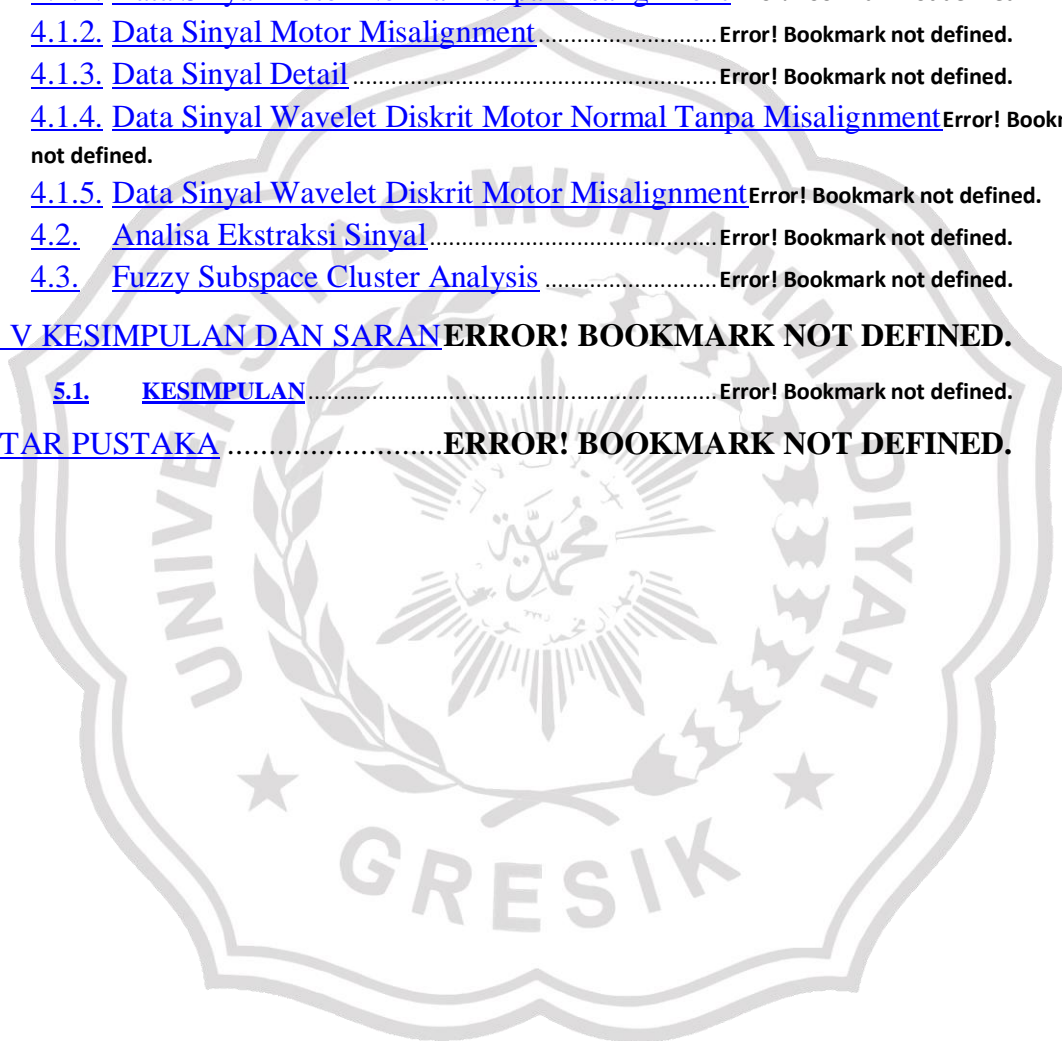 4.1.2. Data Sinyal Motor Misalignment............................Error! Bookmark not defined.
4.1.3. Data Sinyal Detail.........................................................Error! Bookmark not defined.
4.1.4. Data Sinyal Wavelet Diskrit Motor Normal Tanpa MisalignmentError! Book
not defined.
4.1.5. Data Sinyal Wavelet Diskrit Motor MisalignmentError! Bookmark not defined.
4.2. Analisa Ekstraksi Sinyal.............................................Error! Bookmark not defined.
4.3. Fuzzy Subspace Cluster Analysis ...........................Error! Bookmark not defined.
V KESIMPULAN DAN SARANERROR! BOOKMARK NOT DEFINED.
5.1. KESIMPULAN................................................................Error! Bookmark not defined.
TAR PUSTAKA ..........................ERROR! BOOKMARK NOT DEFINED.
UNIVERSITAS MUHAMMADIYAH
محمدية
GRESIK